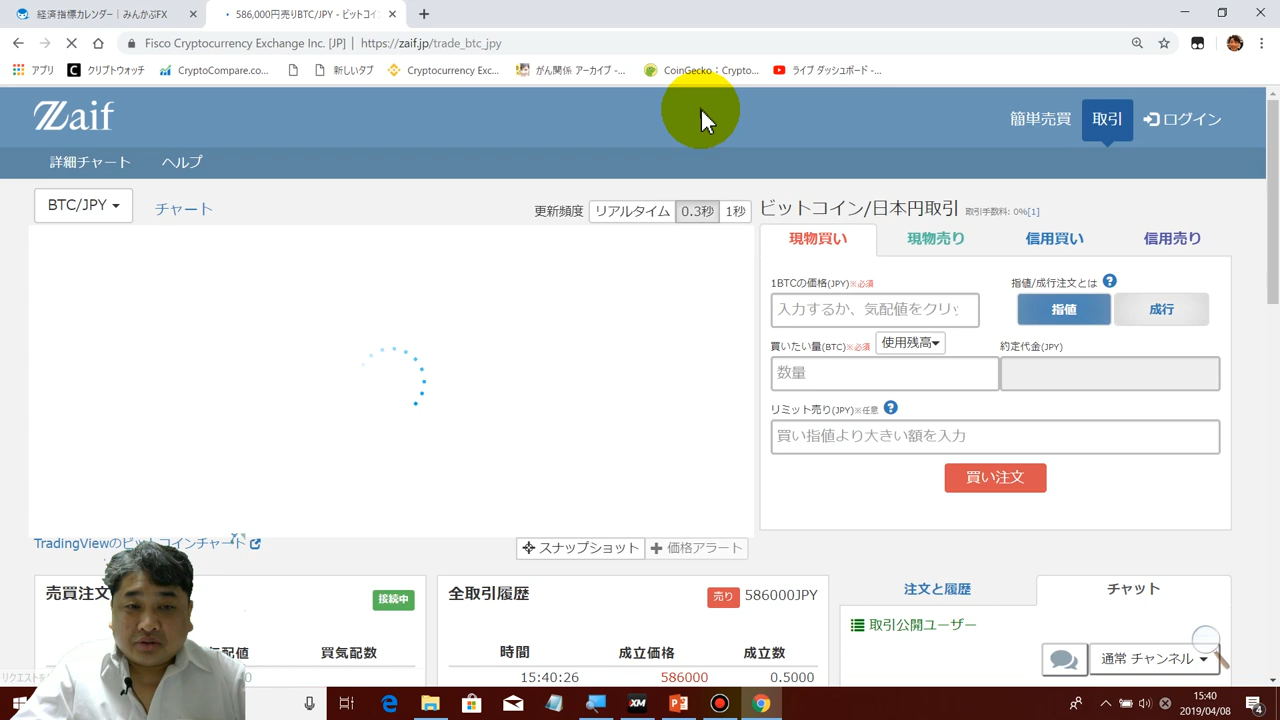 経済指標カレンダー｜みんかぶFX
586,000円売りBTC/JPY - ビットコイン
Fisco Cryptocurrency Exchange Inc. [JP] | https://zaif.jp/trade_btc_jpy
アプリ クリプトウォッチ CryptoCompare.co... 新しいタブ Cryptocurrency Exc... がん関係 アーカイブ -... CoinGecko：Crypto... ライブ ダッシュボード -...
Zaif
簡単売買 取引 ログイン
詳細チャート ヘルプ
BTC/JPY チャート 更新頻度 リアルタイム 0.3秒 1秒
ビットコイン/日本円取引 取引手数料: 0%[1]
現物買い 現物売り 信用買い 信用売り
1BTCの価格(JPY)※必須 指値/成行注文とは
入力するか、気配値をクリッ 指値 成行
買いたい量(BTC)※必須 使用残高 約定代金(JPY)
数量
リミット売り(JPY)※任意
買い指値より大きい額を入力
買い注文
TradingViewのビットコインチャート
スナップショット 価格アラート
売買注文 接続中
全取引履歴 売り 586000JPY
注文と履歴 チャット
取引公開ユーザー
買気配数
時間 成立価格 成立数
15:40:26 586000 0.5000
通常 チャンネル
XM
15:40
2019/04/08
4